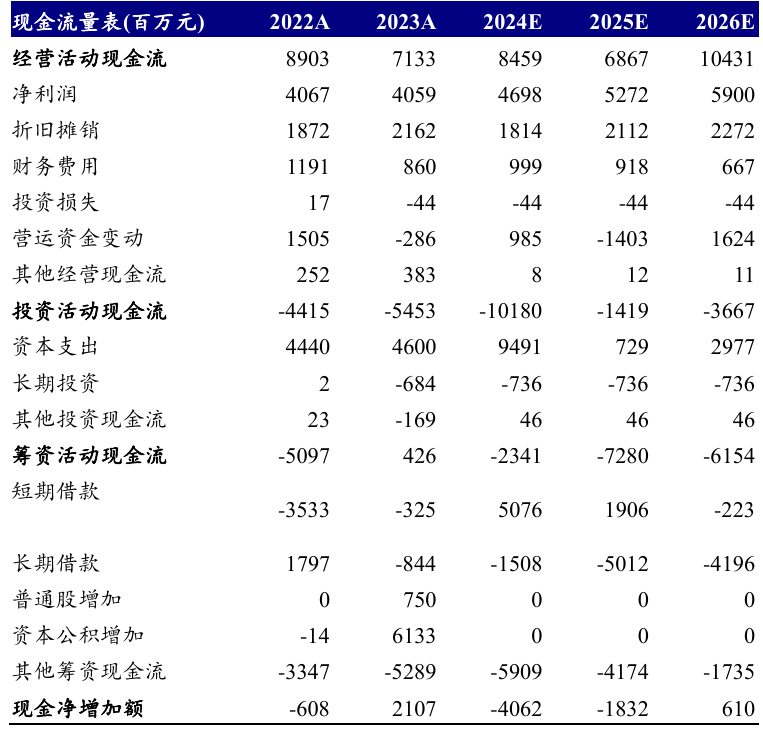 现金流量表(百万元) 2022A 2023A 2024E 2025E 2026E
经营活动现金流 8903 7133 8459 6867 10431
净利润 4067 4059 4698 5272 5900
折旧摊销 1872 2162 1814 2112 2272
财务费用 1191 860 999 918 667
投资损失 17 -44 -44 -44 -44
营运资金变动 1505 -286 985 -1403 1624
其他经营现金流 252 383 8 12 11
投资活动现金流 -4415 -5453 -10180 -1419 -3667
资本支出 4440 4600 9491 729 2977
长期投资 2 -684 -736 -736 -736
其他投资现金流 23 -169 46 46 46
筹资活动现金流 -5097 426 -2341 -7280 -6154
短期借款 -3533 -325 5076 1906 -223
长期借款 1797 -844 -1508 -5012 -4196
普通股增加 0 750 0 0 0
资本公积增加 -14 6133 0 0 0
其他筹资现金流 -3347 -5289 -5909 -4174 -1735
现金净增加额 -608 2107 -4062 -1832 610